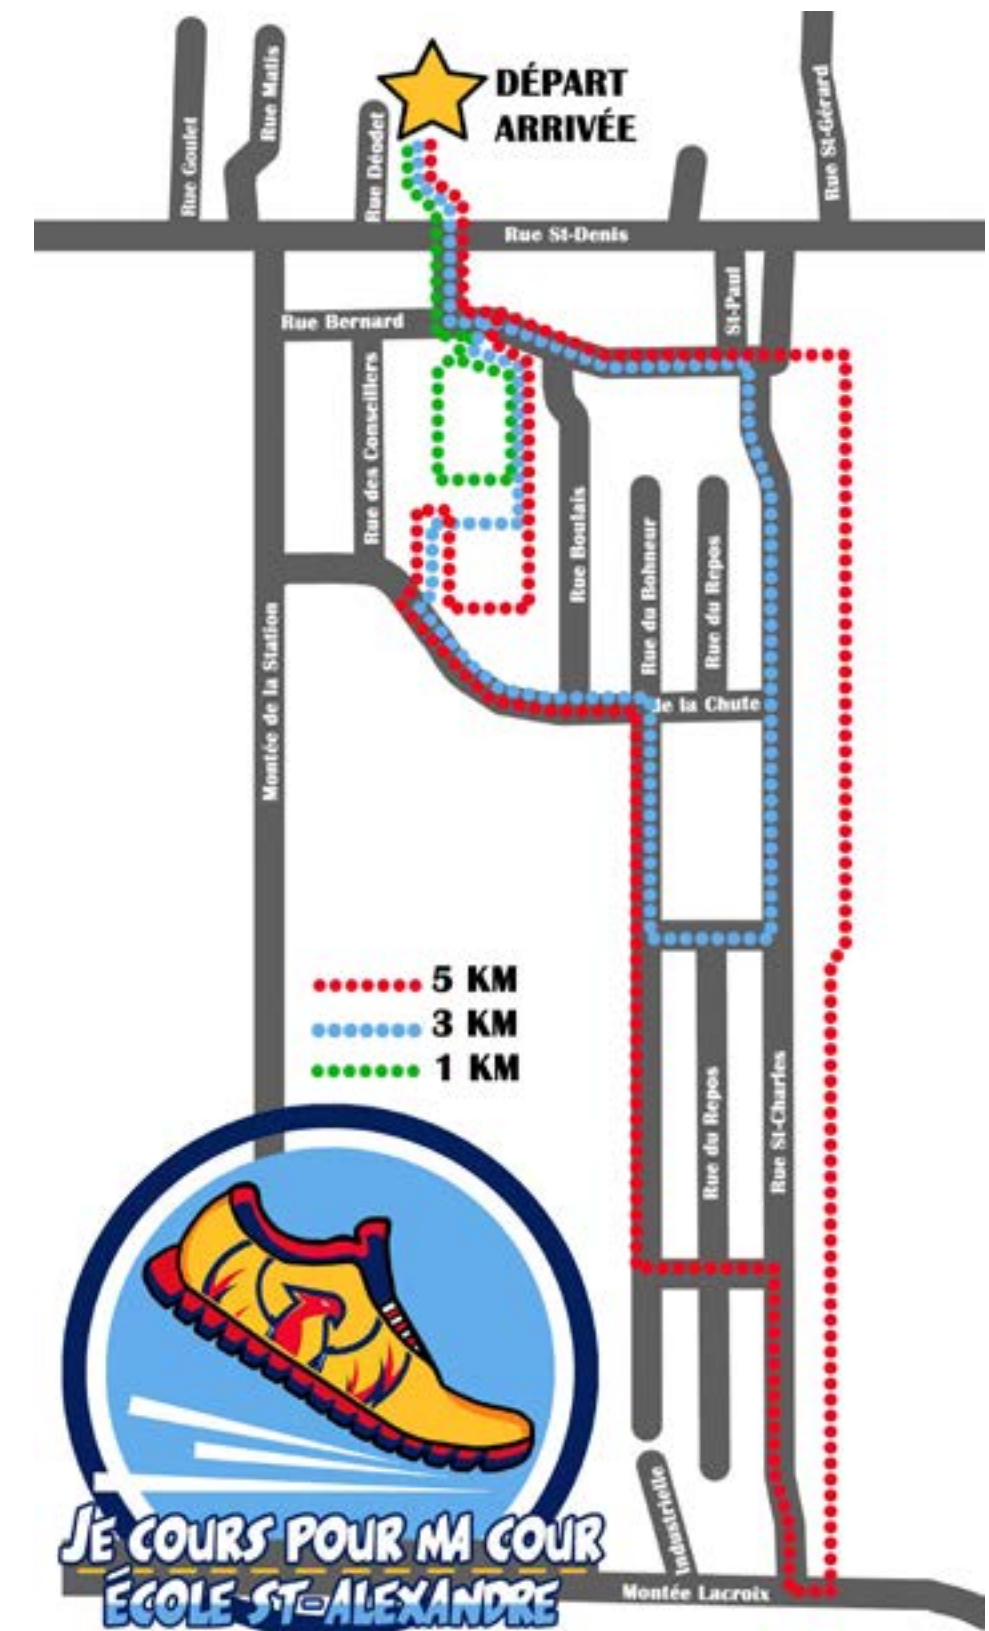 Rue Goulet
Rue Matis
Rue Déodet
DÉPART
ARRIVÉE
Rue St-Gérard
Rue St-Denis
Rue Bernard
St-Paul
Rue des Conseillers
Rue Boulais
Rue du Bohneur
Rue du Repos
Montée de la Station
de la Chute
5 KM
3 KM
1 KM
Rue du Repos
Rue St-Charles
Industrielle
Montée Lacroix
JE COURS POUR MA COUR
ÉCOLE ST-ALEXANDRE